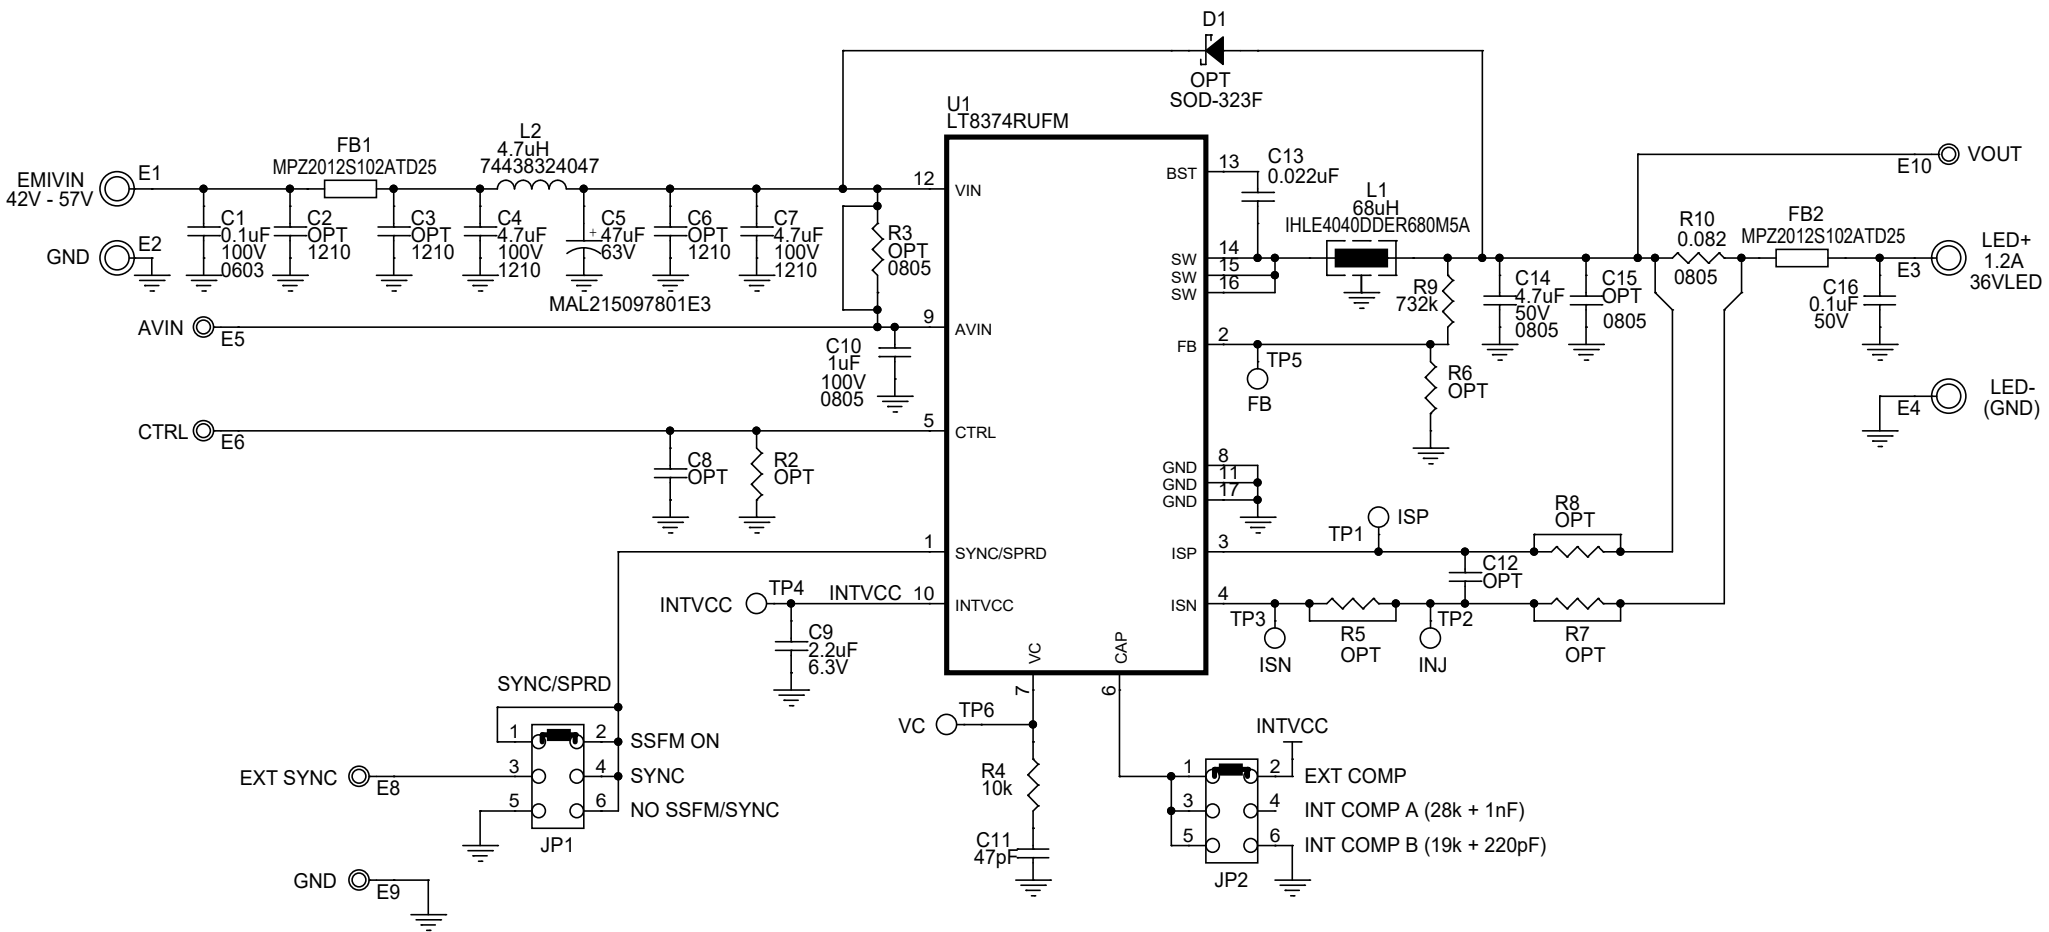 D1
OPT
SOD-323F
U1
LT8374RUFM
FB1
MPZ2012S102ATD25
L2
4.7uH
74438324047
EMIVIN
42V - 57V
E1
GND
E2
C1
0.1uF
100V
0603
C2
OPT
1210
C3
OPT
1210
C4
4.7uF
100V
1210
C5
+
47uF
63V
MAL215097801E3
C6
OPT
1210
C7
4.7uF
100V
1210
R3
OPT
0805
AVIN
E5
C10
1uF
100V
0805
CTRL
E6
C8
OPT
R2
OPT
12
VIN
9
AVIN
5
CTRL
1
SYNC/SPRD
10
INTVCC
INTVCC
TP4
INTVCC
C9
2.2uF
6.3V
SYNC/SPRD
1
2
SSFM ON
EXT SYNC
E8
3
4
SYNC
5
6
NO SSFM/SYNC
JP1
GND
E9
VC
7
VC
TP6
R4
10k
C11
47pF
CAP
6
INTVCC
1
2
EXT COMP
3
4
INT COMP A (28k + 1nF)
5
6
INT COMP B (19k + 220pF)
JP2
BST
13
C13
0.022uF
L1
68uH
IHLE4040DDER680M5A
SW
14
SW
15
SW
16
FB
2
TP5
FB
R9
732k
R6
OPT
C14
4.7uF
50V
0805
C15
OPT
0805
R10
0.082
0805
FB2
MPZ2012S102ATD25
E10
VOUT
C16
0.1uF
50V
E3
LED+
1.2A
36VLED
E4
LED-
(GND)
GND
8
GND
11
GND
17
ISP
3
TP1
ISP
R8
OPT
C12
OPT
ISN
4
TP3
ISN
R5
OPT
TP2
INJ
R7
OPT